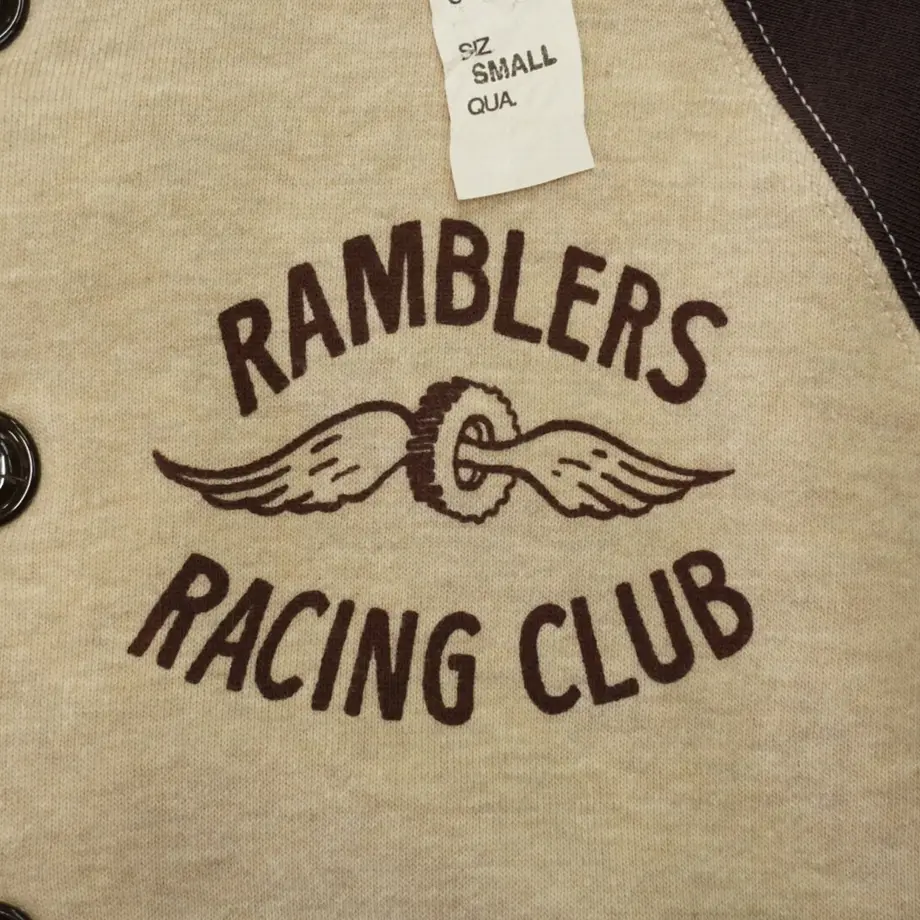 SIZ
SMALL
QUA.
RAMBLERS
RACING CLUB